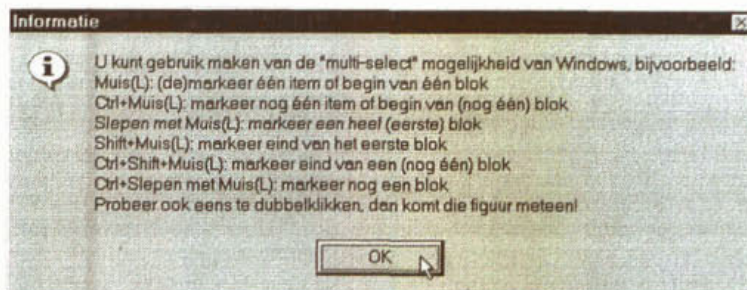 Informatie
U kunt gebruik maken van de "multi-select" mogelijkheid van Windows, bijvoorbeeld:
Muis(L): (de)markeer één item of begin van één blok
Ctrl+Muis(L): markeer nog één item of begin van (nog één) blok
Slepen met Muis(L): markeer een heel (eerste) blok
Shift+Muis(L): markeer eind van het eerste blok
Ctrl+Shift+Muis(L): markeer eind van een (nog één) blok
Ctrl+Slepen met Muis(L): markeer nog een blok
Probeer ook eens te dubbelklikken, dan komt die figuur meteen!
OK